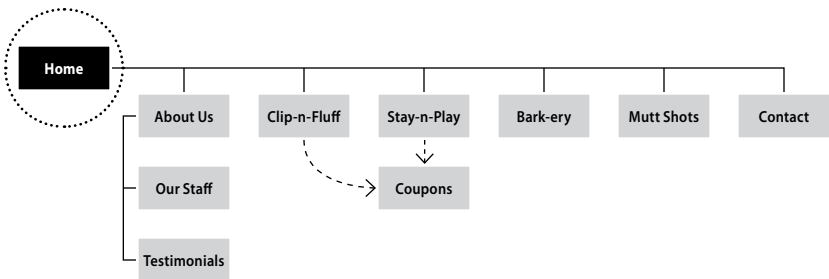 Home
About Us
Clip-n-Fluff
Stay-n-Play
Bark-ery
Mutt Shots
Contact
Our Staff
Coupons
Testimonials